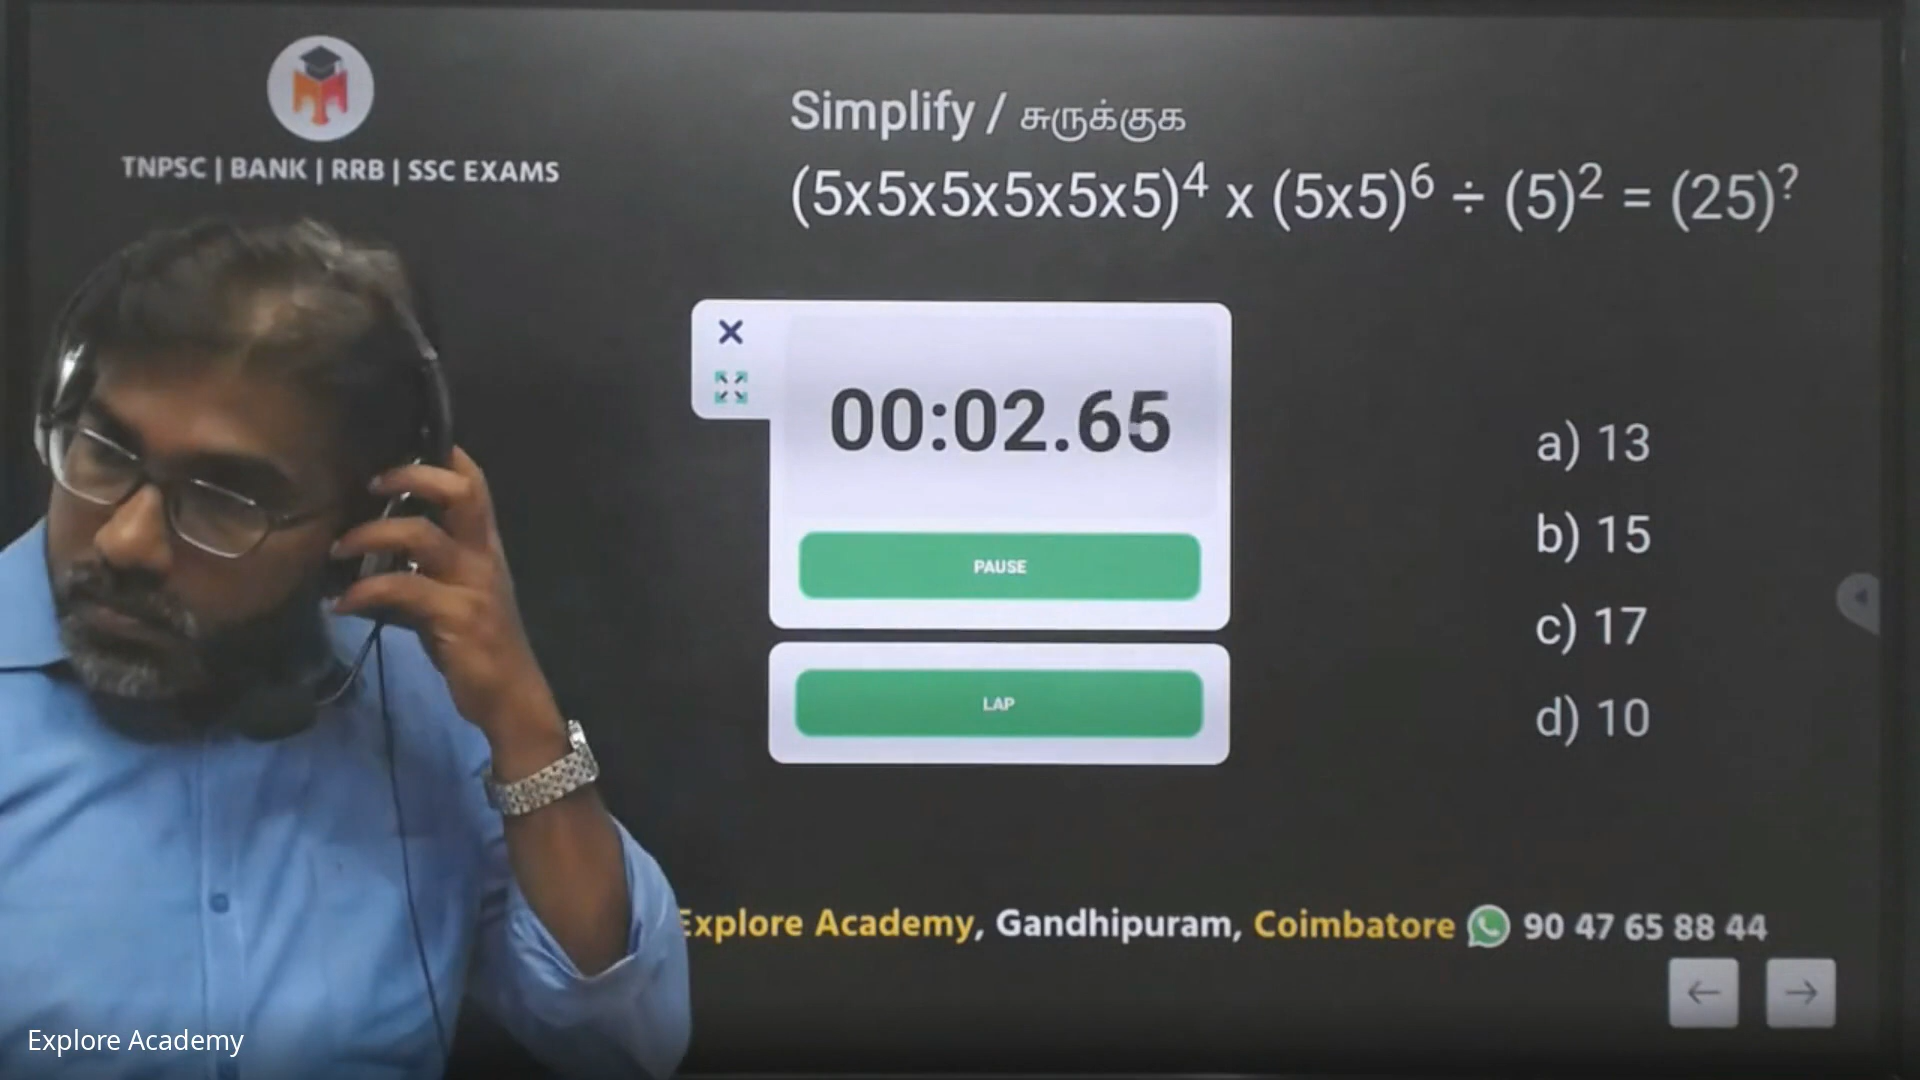 TNPSC | BANK | RRB | SSC EXAMS
Simplify / சுருக்குக
(5x5x5x5x5x5)⁴ x (5x5)⁶ ÷ (5)² = (25)^?
00:02.65
PAUSE
LAP
a) 13
b) 15
c) 17
d) 10
Explore Academy, Gandhipuram, Coimbatore 90 47 65 88 44
Explore Academy